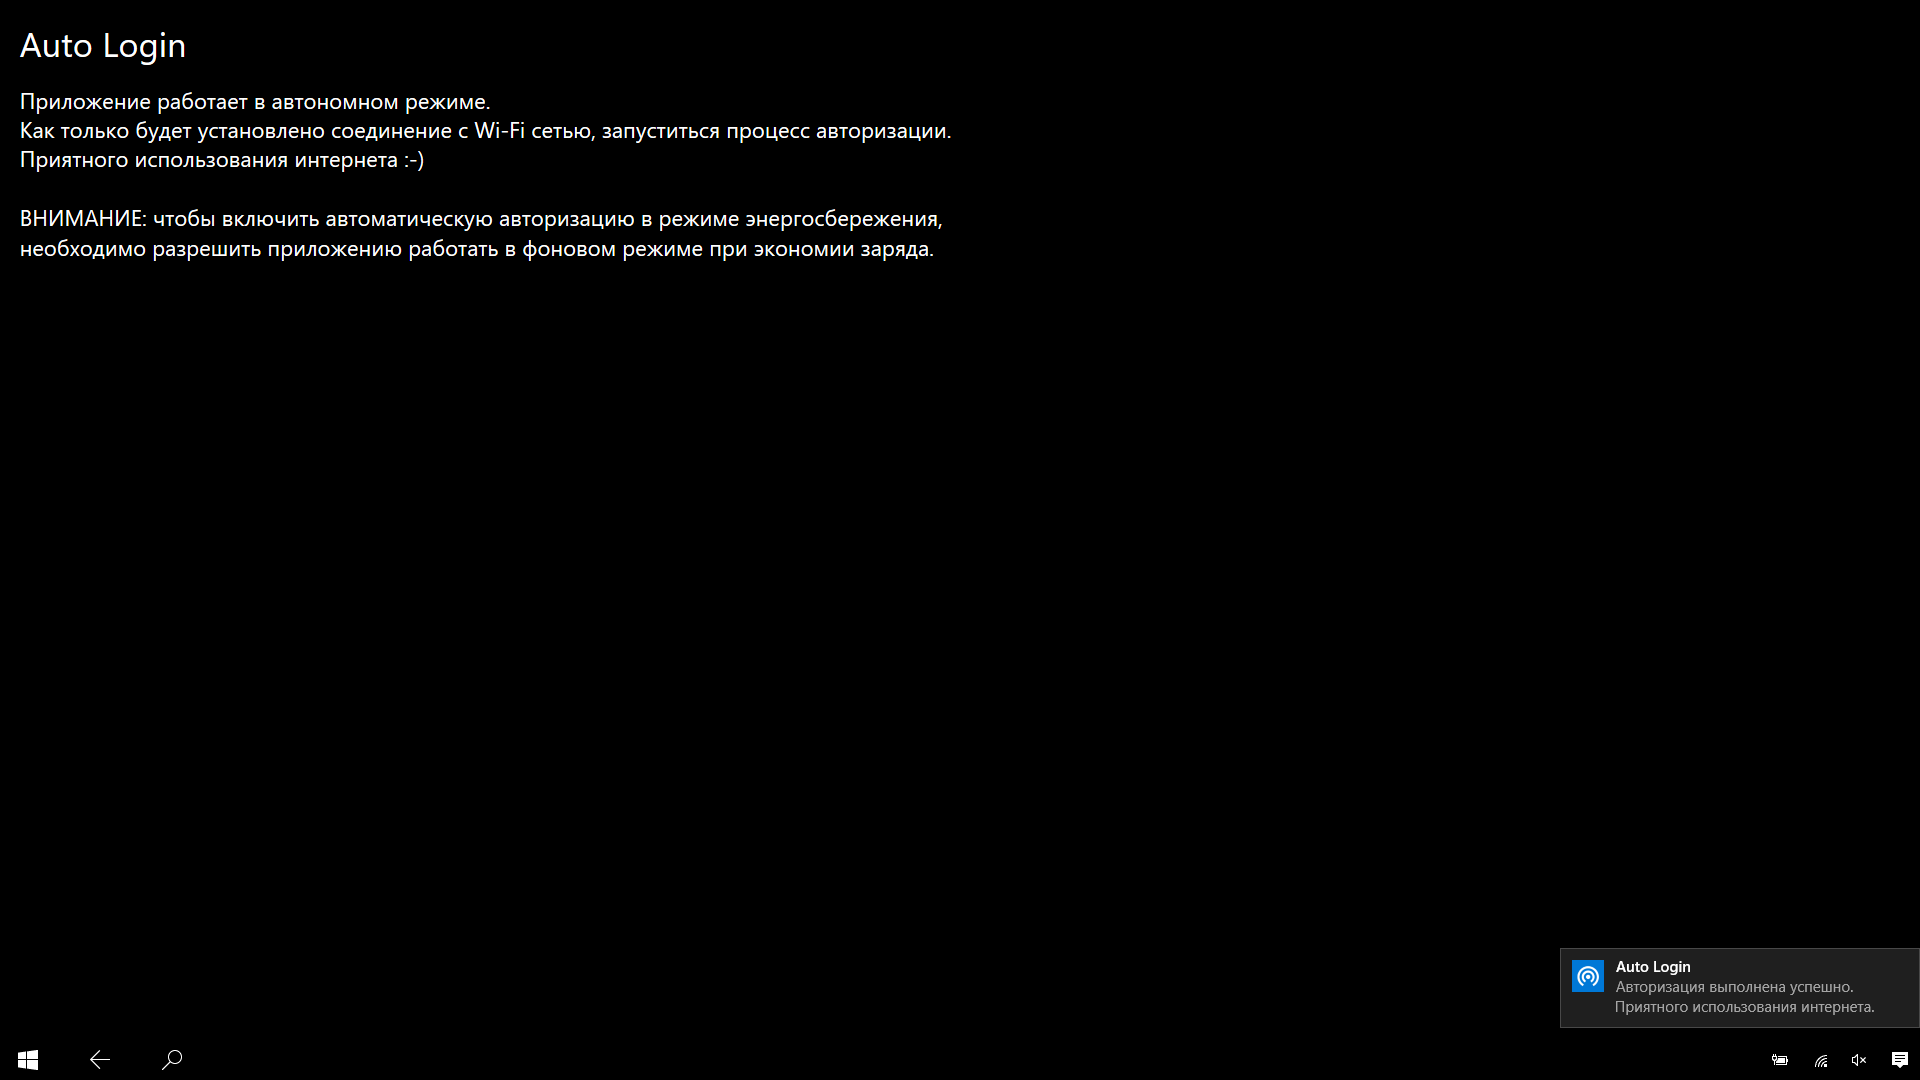 Auto Login
Приложение работает в автономном режиме.
Как только будет установлено соединение с Wi-Fi сетью, запуститься процесс авторизации.
Приятного использования интернета :-)
ВНИМАНИЕ: чтобы включить автоматическую авторизацию в режиме энергосбережения,
необходимо разрешить приложению работать в фоновом режиме при экономии заряда.
Auto Login
Авторизация выполнена успешно.
Приятного использования интернета.